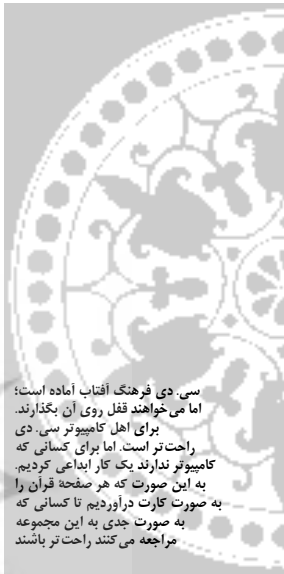 سی. دی فرهنگ آفتاب آماده است؛
اما می‌خواهند قفل روی آن بگذارند.
برای اهل کامپیوتر سی. دی
راحت‌تر است. اما برای کسانی که
کامپیوتر ندارند یک کار ابداعی کردیم.
به این صورت که هر صفحهٔ قرآن را
به صورت کارت درآوردیم تا کسانی که
به صورت جدی به این مجموعه
مراجعه می‌کنند راحت‌تر باشند